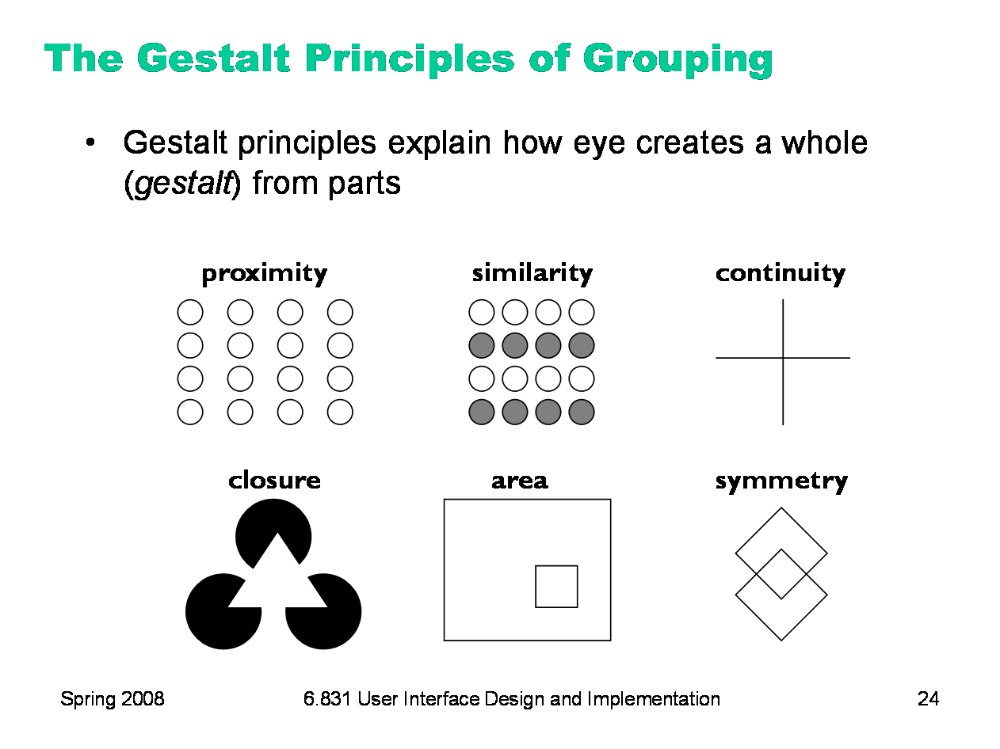 The Gestalt Principles of Grouping
• Gestalt principles explain how eye creates a whole
(gestalt) from parts
proximity similarity continuity
closure area symmetry
Spring 2008 6.831 User Interface Design and Implementation 24